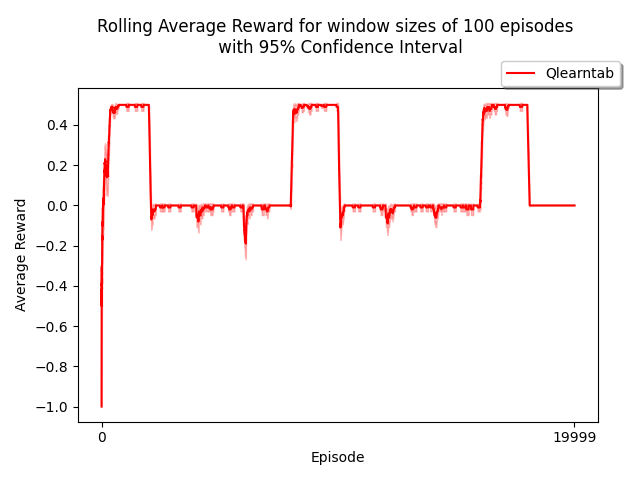 Rolling Average Reward for window sizes of 100 episodes
with 95% Confidence Interval
Qlearntab
0.4
0.2
0.0
−0.2
−0.4
−0.6
−0.8
−1.0
Average Reward
0
19999
Episode